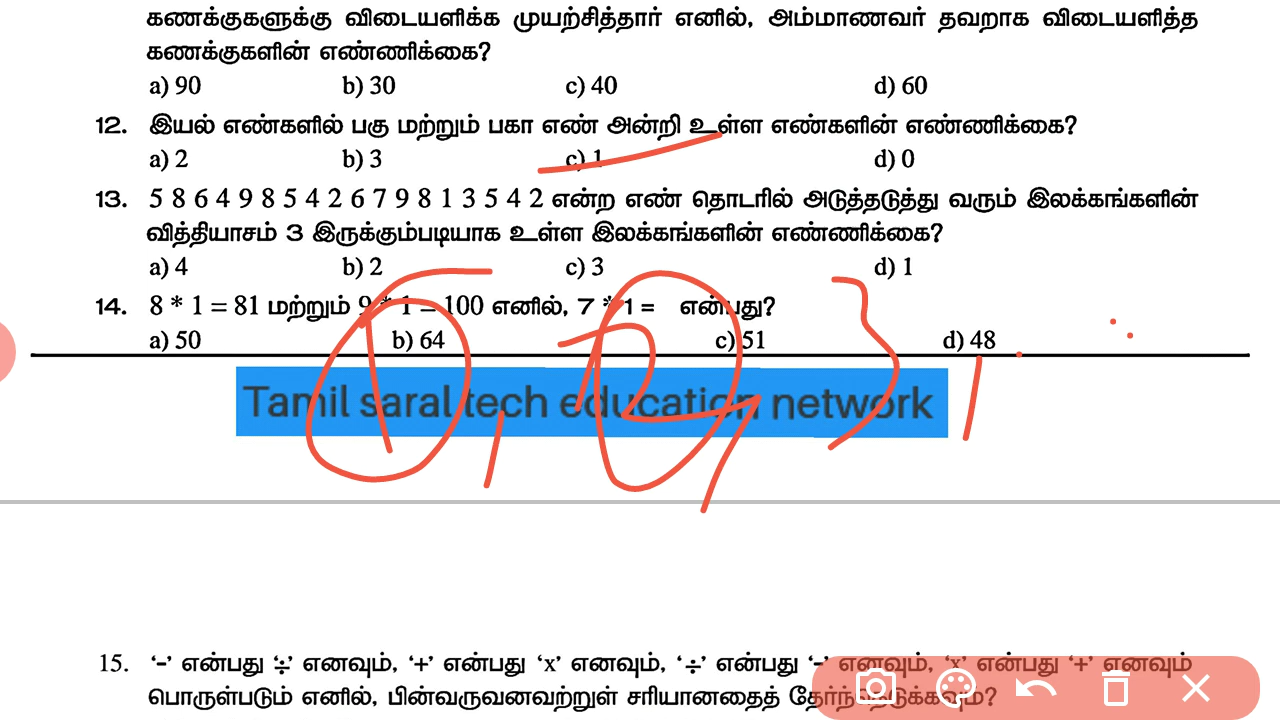 கணக்குகளுக்கு விடையளிக்க முயற்சித்தார் எனில், அம்மாணவர் தவறாக விடையளித்த
கணக்குகளின் எண்ணிக்கை?
a) 90 b) 30 c) 40 d) 60
12. இயல் எண்களில் பகு மற்றும் பகா எண் அன்றி உள்ள எண்களின் எண்ணிக்கை?
a) 2 b) 3 c) 1 d) 0
13. 5 8 6 4 9 8 5 4 2 6 7 9 8 1 3 5 4 2 என்ற எண் தொடரில் அடுத்தடுத்து வரும் இலக்கங்களின்
வித்தியாசம் 3 இருக்கும்படியாக உள்ள இலக்கங்களின் எண்ணிக்கை?
a) 4 b) 2 c) 3 d) 1
14. 8 * 1 = 81 மற்றும் 9 * 1 = 100 எனில், 7 * 1 = என்பது?
a) 50 b) 64 c) 51 d) 48
Tamil saral tech education network
1, 2, 3
15. ‘-’ என்பது ‘÷’ எனவும், ‘+’ என்பது ‘x’ எனவும், ‘÷’ என்பது ‘-’ எனவும், ‘x’ என்பது ‘+’ எனவும்
பொருள்படும் எனில், பின்வருவனவற்றுள் சரியானதைத் தேர்ந்தெடுக்கவும்?